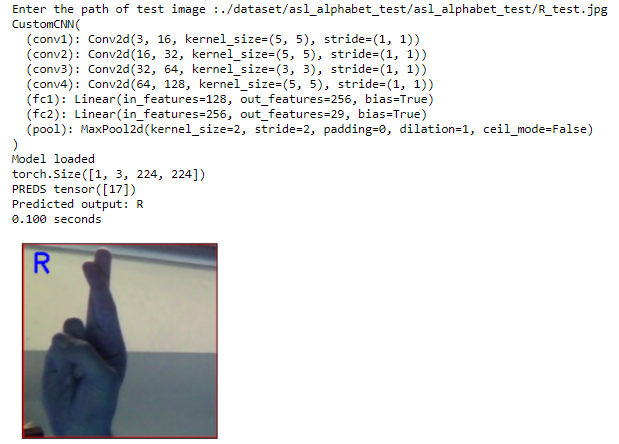 Enter the path of test image :./dataset/asl_alphabet_test/asl_alphabet_test/R_test.jpg
CustomCNN(
  (conv1): Conv2d(3, 16, kernel_size=(5, 5), stride=(1, 1))
  (conv2): Conv2d(16, 32, kernel_size=(5, 5), stride=(1, 1))
  (conv3): Conv2d(32, 64, kernel_size=(3, 3), stride=(1, 1))
  (conv4): Conv2d(64, 128, kernel_size=(5, 5), stride=(1, 1))
  (fc1): Linear(in_features=128, out_features=256, bias=True)
  (fc2): Linear(in_features=256, out_features=29, bias=True)
  (pool): MaxPool2d(kernel_size=2, stride=2, padding=0, dilation=1, ceil_mode=False)
)
Model loaded
torch.Size([1, 3, 224, 224])
PREDS tensor([17])
Predicted output: R
0.100 seconds
R